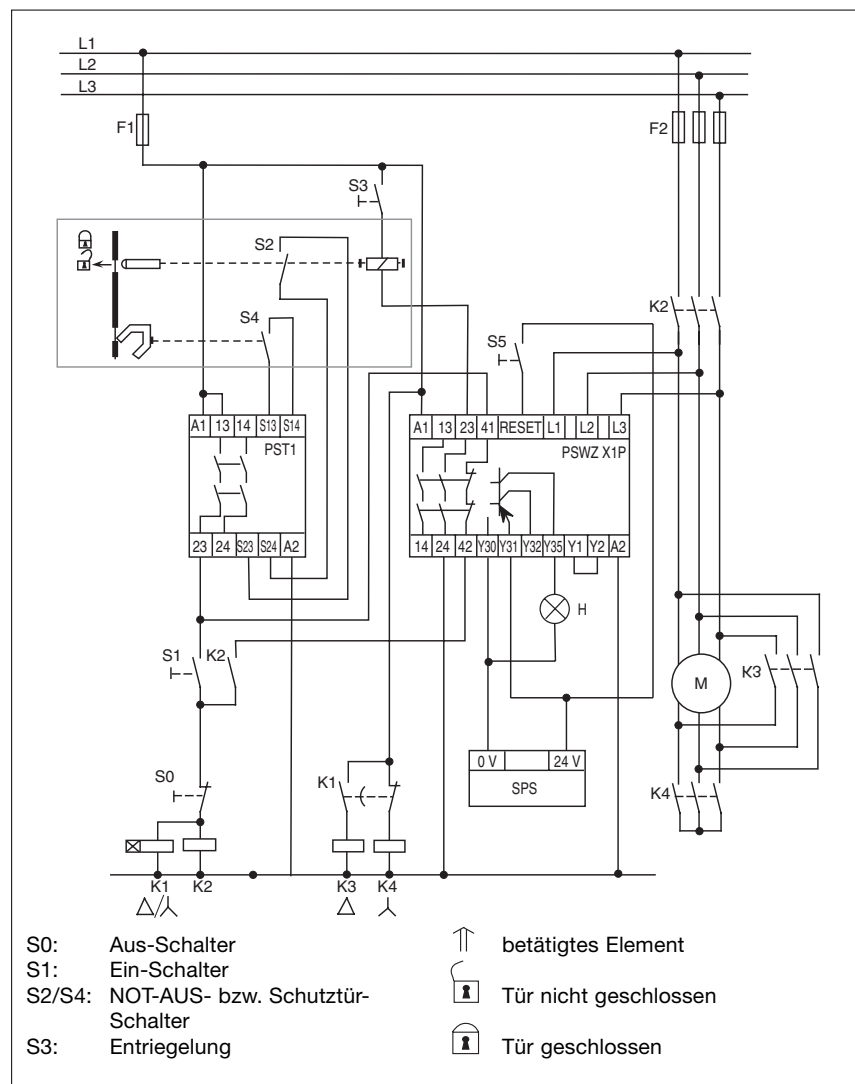 L1
L2
L3
F1
F2
S3
S2
K2
S4
S5
A1 13 14 S13 S14
PST1
23 24 S23 S24 A2
A1 13 23 41 RESET L1 L2 L3
PSWZ X1P
14 24 42 Y30 Y31 Y32 Y35 Y1 Y2 A2
H
S1 K2
M
K3
0 V 24 V
SPS
S0
K1
K4
K1 K2 K3 K4
S0: Aus-Schalter
S1: Ein-Schalter
S2/S4: NOT-AUS- bzw. Schutztür-
Schalter
S3: Entriegelung
betätigtes Element
Tür nicht geschlossen
Tür geschlossen